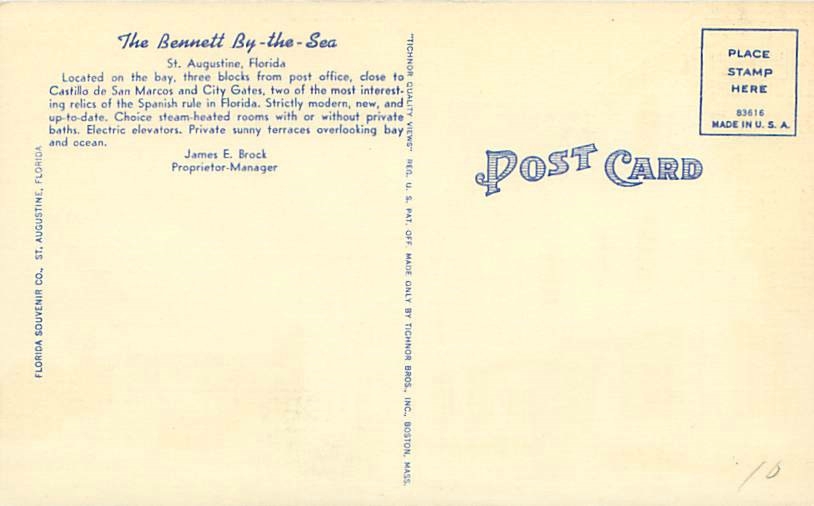 The Bennett By-the-Sea
St. Augustine, Florida
Located on the bay, three blocks from post office, close to
Castillo de San Marcos and City Gates, two of the most interest-
ing relics of the Spanish rule in Florida. Strictly modern, new, and
up-to-date. Choice steam-heated rooms with or without private
baths. Electric elevators. Private sunny terraces overlooking bay
and ocean.
James E. Brock
Proprietor-Manager
FLORIDA SOUVENIR CO., ST. AUGUSTINE, FLORIDA
"TICHNOR QUALITY VIEWS" REG. U. S. PAT. OFF. MADE ONLY BY TICHNOR BROS., INC., BOSTON, MASS.
POST CARD
PLACE
STAMP
HERE
83616
MADE IN U. S. A.
10